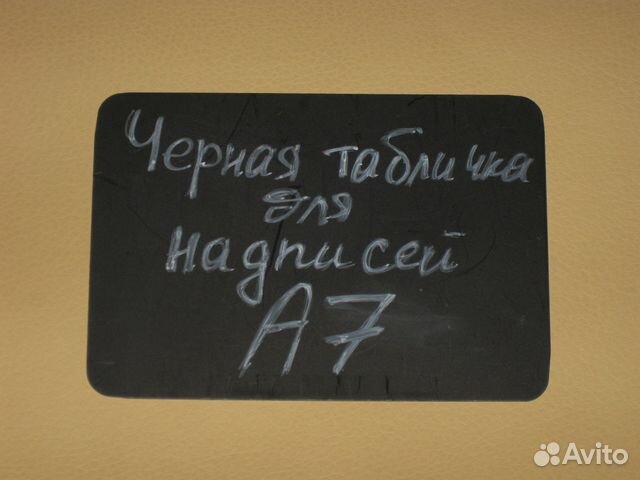 Черная табличка
для
надписей
А7
Avito